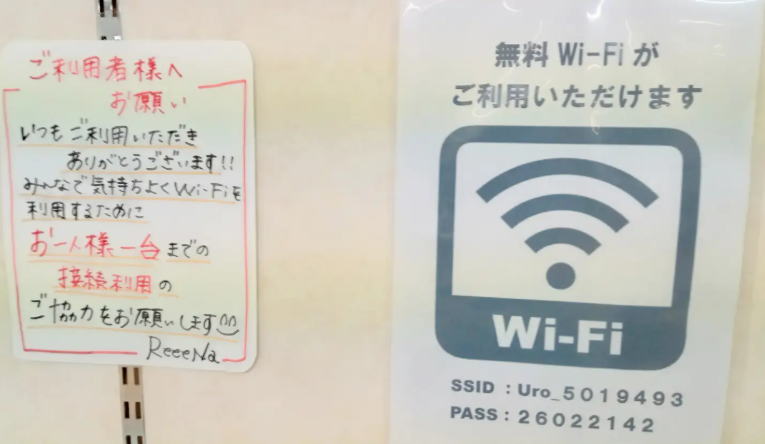 ご利用者様へ
お願い
いつもご利用いただき
ありがとうございます!!
みんなで気持ちよくWi-Fiを
利用するために
お一人様一台までの
接続利用の
ご協力をお願いします
ReeeNa
無料 Wi-Fi が
ご利用いただけます
Wi-Fi
SSID : Uro_5019493
PASS : 26022142